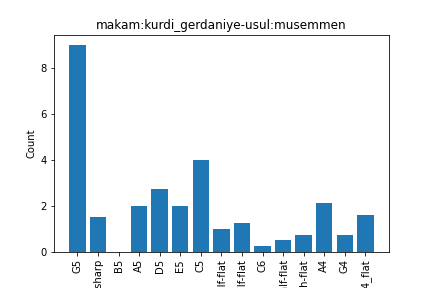 makam:kurdi_gerdaniye-usul:musemmen
Count
8
6
4
2
0
G5
sharp
B5
A5
D5
E5
C5
lf-flat
lf-flat
C6
lf-flat
h-flat
A4
G4
4_flat